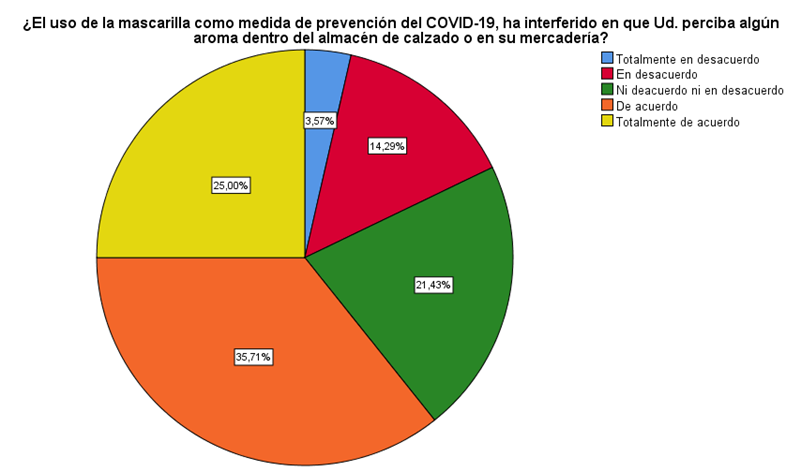 ¿El uso de la mascarilla como medida de prevención del COVID-19, ha interferido en que Ud. perciba algún
aroma dentro del almacén de calzado o en su mercadería?
Totalmente en desacuerdo
En desacuerdo
Ni deacuerdo ni en desacuerdo
De acuerdo
Totalmente de acuerdo
3,57%
14,29%
25,00%
21,43%
35,71%